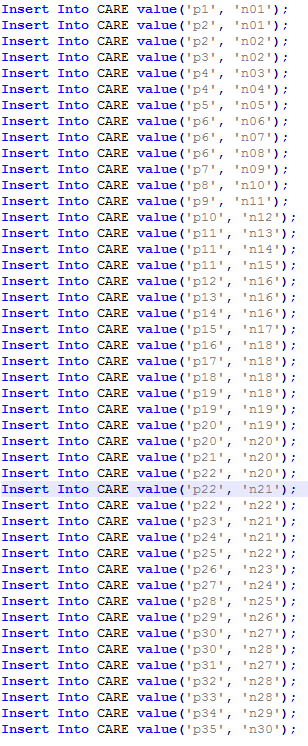 Insert Into CARE value('p1', 'n01');
Insert Into CARE value('p2', 'n01');
Insert Into CARE value('p2', 'n02');
Insert Into CARE value('p3', 'n02');
Insert Into CARE value('p4', 'n03');
Insert Into CARE value('p4', 'n04');
Insert Into CARE value('p5', 'n05');
Insert Into CARE value('p6', 'n06');
Insert Into CARE value('p6', 'n07');
Insert Into CARE value('p6', 'n08');
Insert Into CARE value('p7', 'n09');
Insert Into CARE value('p8', 'n10');
Insert Into CARE value('p9', 'n11');
Insert Into CARE value('p10', 'n12');
Insert Into CARE value('p11', 'n13');
Insert Into CARE value('p11', 'n14');
Insert Into CARE value('p11', 'n15');
Insert Into CARE value('p12', 'n16');
Insert Into CARE value('p13', 'n16');
Insert Into CARE value('p14', 'n16');
Insert Into CARE value('p15', 'n17');
Insert Into CARE value('p16', 'n18');
Insert Into CARE value('p17', 'n18');
Insert Into CARE value('p18', 'n18');
Insert Into CARE value('p19', 'n18');
Insert Into CARE value('p19', 'n19');
Insert Into CARE value('p20', 'n19');
Insert Into CARE value('p20', 'n20');
Insert Into CARE value('p21', 'n20');
Insert Into CARE value('p22', 'n20');
Insert Into CARE value('p22', 'n21');
Insert Into CARE value('p22', 'n22');
Insert Into CARE value('p23', 'n21');
Insert Into CARE value('p24', 'n21');
Insert Into CARE value('p25', 'n22');
Insert Into CARE value('p26', 'n23');
Insert Into CARE value('p27', 'n24');
Insert Into CARE value('p28', 'n25');
Insert Into CARE value('p29', 'n26');
Insert Into CARE value('p30', 'n27');
Insert Into CARE value('p30', 'n28');
Insert Into CARE value('p31', 'n27');
Insert Into CARE value('p32', 'n28');
Insert Into CARE value('p33', 'n28');
Insert Into CARE value('p34', 'n29');
Insert Into CARE value('p35', 'n30');